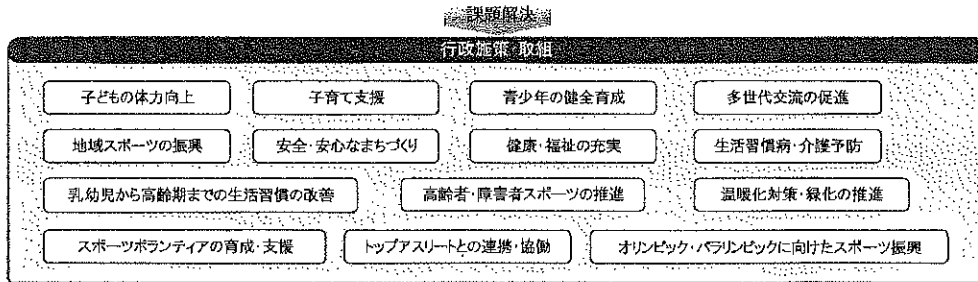 課題解決
行政施策・取組
子どもの体力向上
子育て支援
青少年の健全育成
多世代交流の促進
地域スポーツの振興
安全・安心なまちづくり
健康・福祉の充実
生活習慣病・介護予防
乳幼児から高齢期までの生活習慣の改善
高齢者・障害者スポーツの推進
温暖化対策・緑化の推進
スポーツボランティアの育成・支援
トップアスリートとの連携・協働
オリンピック・パラリンピックに向けたスポーツ振興